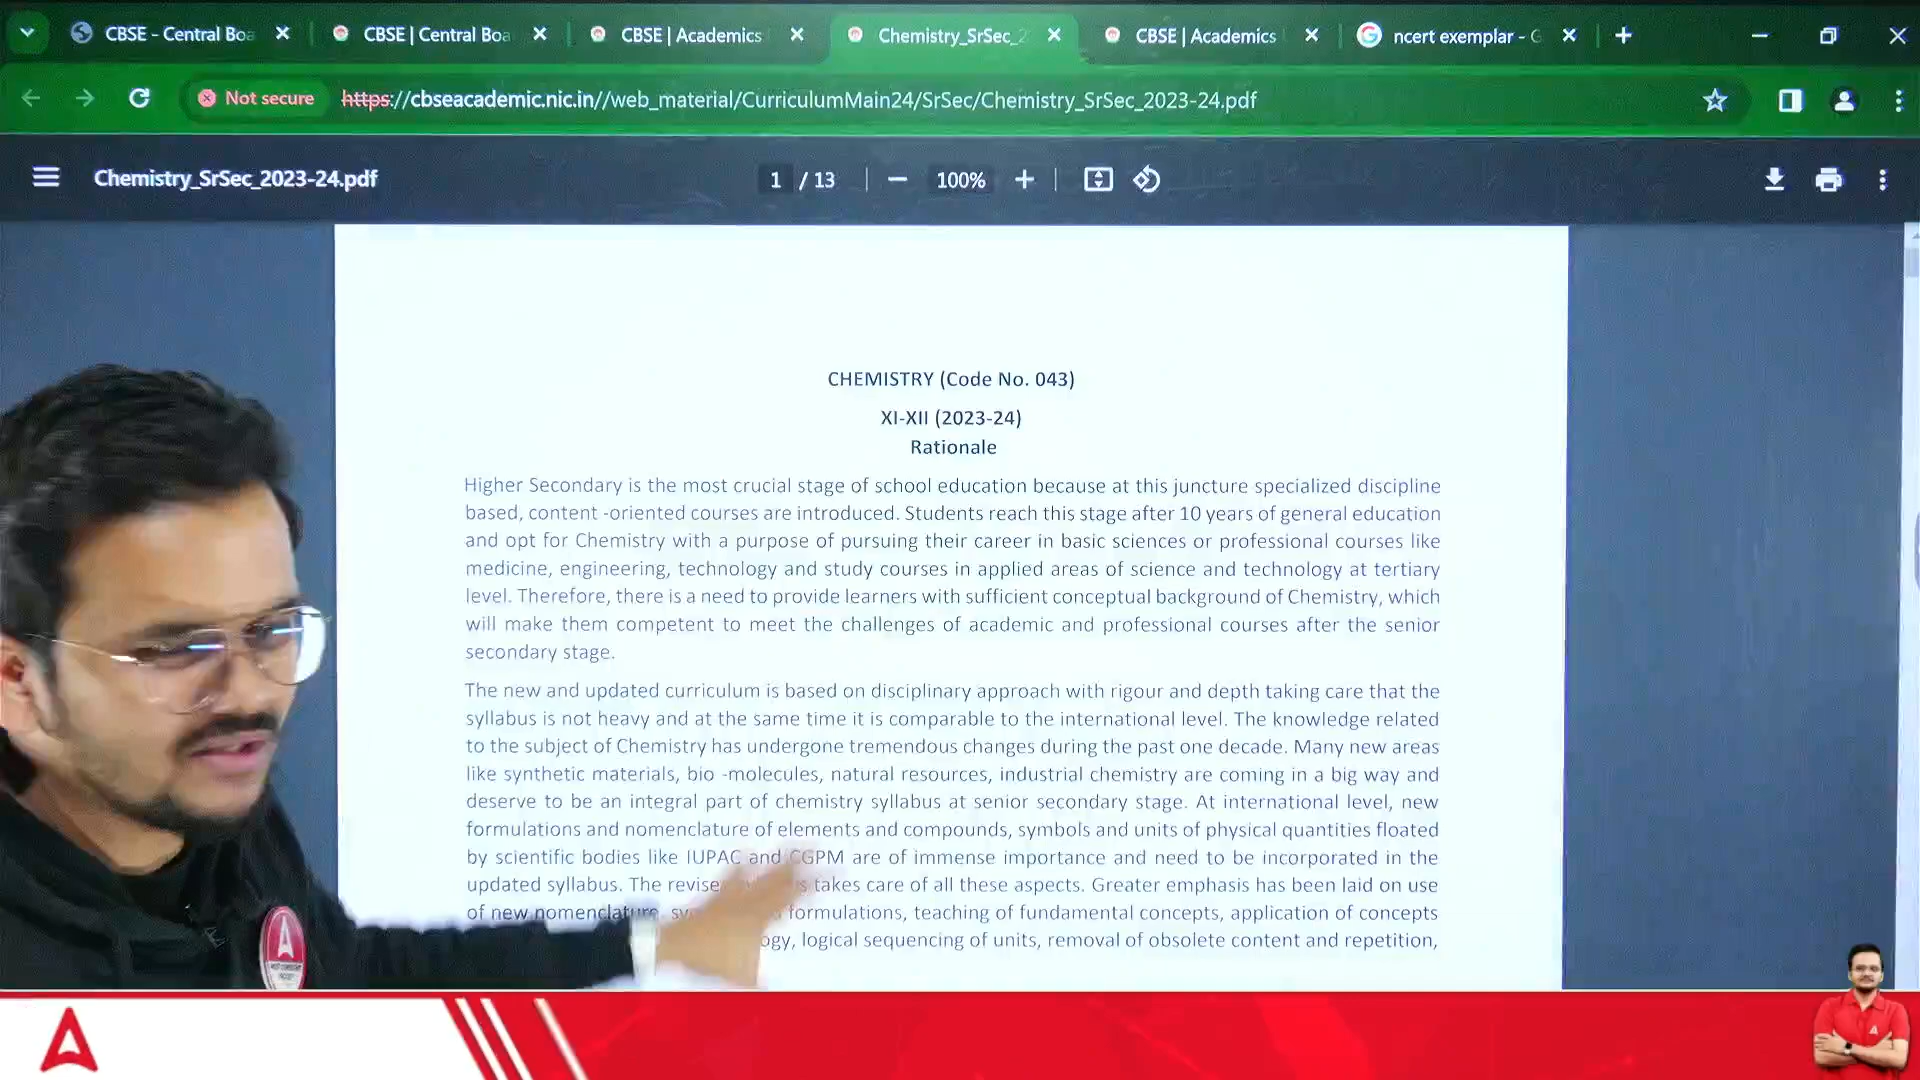 CBSE - Central Boa
CBSE | Central Boa
CBSE | Academics
Chemistry_SrSec_2
CBSE | Academics
ncert exemplar - G
Not secure
https://cbseacademic.nic.in//web_material/CurriculumMain24/SrSec/Chemistry_SrSec_2023-24.pdf
Chemistry_SrSec_2023-24.pdf
1 / 13
100%
CHEMISTRY (Code No. 043)
XI-XII (2023-24)
Rationale
Higher Secondary is the most crucial stage of school education because at this juncture specialized discipline
based, content -oriented courses are introduced. Students reach this stage after 10 years of general education
and opt for Chemistry with a purpose of pursuing their career in basic sciences or professional courses like
medicine, engineering, technology and study courses in applied areas of science and technology at tertiary
level. Therefore, there is a need to provide learners with sufficient conceptual background of Chemistry, which
will make them competent to meet the challenges of academic and professional courses after the senior
secondary stage.
The new and updated curriculum is based on disciplinary approach with rigour and depth taking care that the
syllabus is not heavy and at the same time it is comparable to the international level. The knowledge related
to the subject of Chemistry has undergone tremendous changes during the past one decade. Many new areas
like synthetic materials, bio -molecules, natural resources, industrial chemistry are coming in a big way and
deserve to be an integral part of chemistry syllabus at senior secondary stage. At international level, new
formulations and nomenclature of elements and compounds, symbols and units of physical quantities floated
by scientific bodies like IUPAC and CGPM are of immense importance and need to be incorporated in the
updated syllabus. The revise takes care of all these aspects. Greater emphasis has been laid on use
of new nomenclature, sy formulations, teaching of fundamental concepts, application of concepts
ogy, logical sequencing of units, removal of obsolete content and repetition,